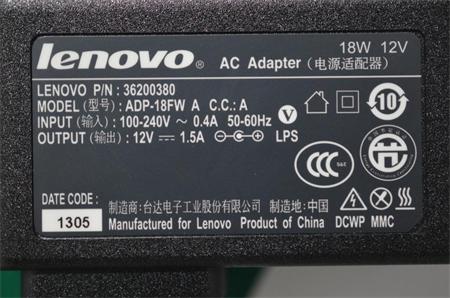 lenovo® AC Adapter (电源适配器) 18W 12V
LENOVO P/N: 36200380
MODEL (型号): ADP-18FW A C.C.: A
INPUT (输入): 100-240V ～ 0.4A 50-60Hz
OUTPUT (输出): 12V ⎓ 1.5A LPS
V
10
CCC S&E
DATE CODE:
1305
制造商:台达电子工业股份有限公司 制造地:中国
Manufactured for Lenovo Product of China
DCWP MMC